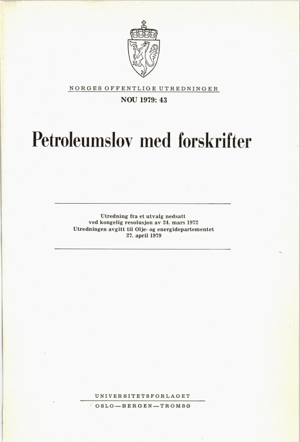 NORGES OFFENTLIGE UTREDNINGER
NOU 1979: 43
Petroleumslov med forskrifter
Utredning fra et utvalg nedsatt
ved kongelig resolusjon av 24. mars 1972
Utredningen avgitt til Olje- og energidepartementet
27. april 1979
UNIVERSITETSFORLAGET
OSLO—BERGEN—TROMSØ